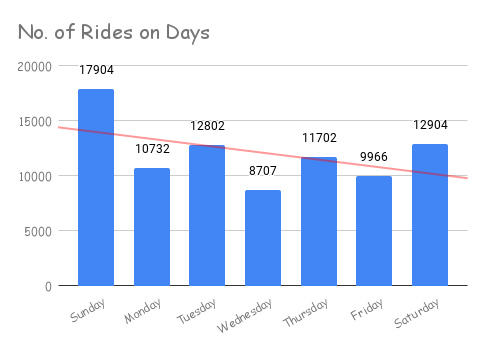 No. of Rides on Days
20000
15000
10000
5000
0
17904
10732
12802
8707
11702
9966
12904
Sunday
Monday
Tuesday
Wednesday
Thursday
Friday
Saturday